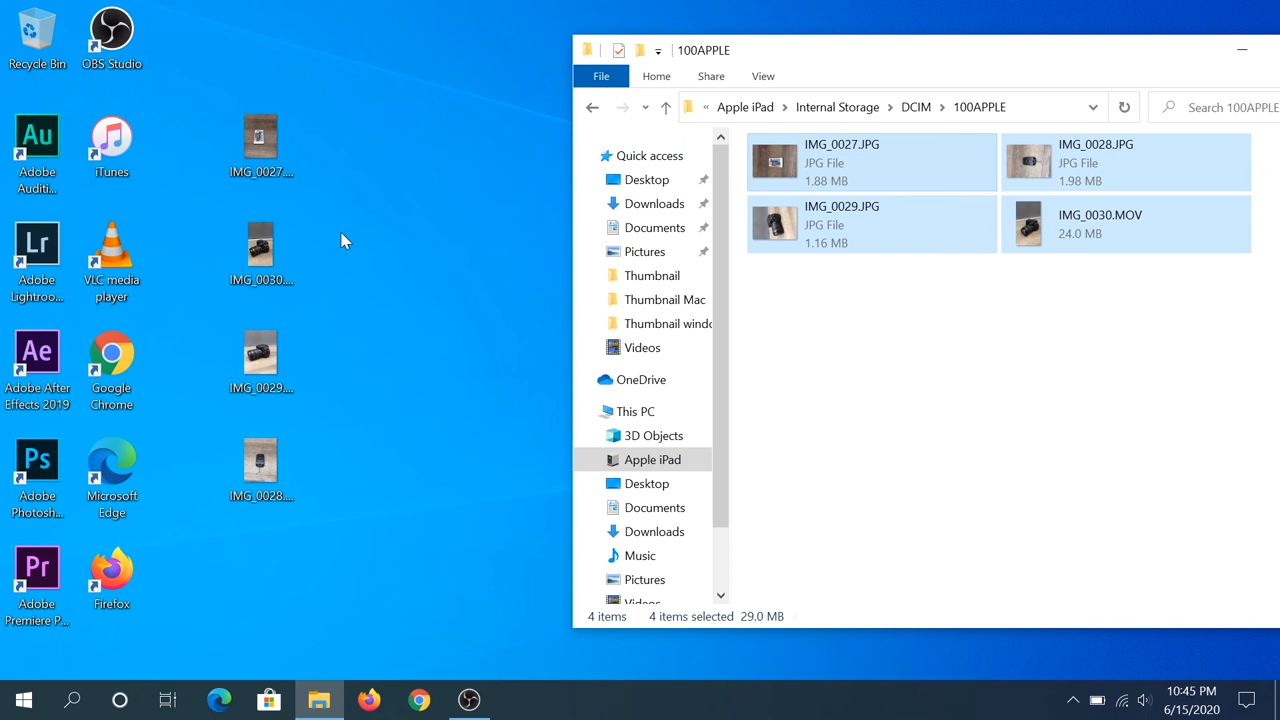 Recycle Bin
OBS Studio
Au
Adobe
Auditi...
iTunes
IMG_0027....
Lr
Adobe
Lightroo...
VLC media
player
IMG_0030....
Ae
Adobe After
Effects 2019
Google
Chrome
IMG_0029....
Ps
Adobe
Photosh...
Microsoft
Edge
IMG_0028....
Pr
Adobe
Premiere P...
Firefox
100APPLE
File Home Share View
« Apple iPad > Internal Storage > DCIM > 100APPLE
Search 100APPLE
Quick access
Desktop
Downloads
Documents
Pictures
Thumbnail
Thumbnail Mac
Thumbnail windo
Videos
OneDrive
This PC
3D Objects
Apple iPad
Desktop
Documents
Downloads
Music
Pictures
Videos
IMG_0027.JPG
JPG File
1.88 MB
IMG_0028.JPG
JPG File
1.98 MB
IMG_0029.JPG
JPG File
1.16 MB
IMG_0030.MOV
24.0 MB
4 items 4 items selected 29.0 MB
10:45 PM
6/15/2020